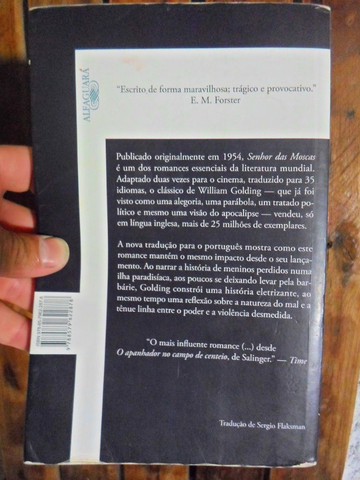 ALFAGUARA
“Escrito de forma maravilhosa; trágico e provocativo.”
E. M. Forster
Publicado originalmente em 1954, Senhor das Moscas
é um dos romances essenciais da literatura mundial.
Adaptado duas vezes para o cinema, traduzido para 35
idiomas, o clássico de William Golding — que já foi
visto como uma alegoria, uma parábola, um tratado po-
lítico e mesmo uma visão do apocalipse — vendeu, só
em língua inglesa, mais de 25 milhões de exemplares.
A nova tradução para o português mostra como este
romance mantém o mesmo impacto desde o seu lança-
mento. Ao narrar a história de meninos perdidos numa
ilha paradisíaca, aos poucos se deixando levar pela bar-
bárie, Golding constrói uma história eletrizante, ao
mesmo tempo uma reflexão sobre a natureza do mal e a
tênue linha entre o poder e a violência desmedida.
“O mais influente romance (...) desde
O apanhador no campo de centeio, de Salinger.” — Time
Tradução de Sergio Flaksman